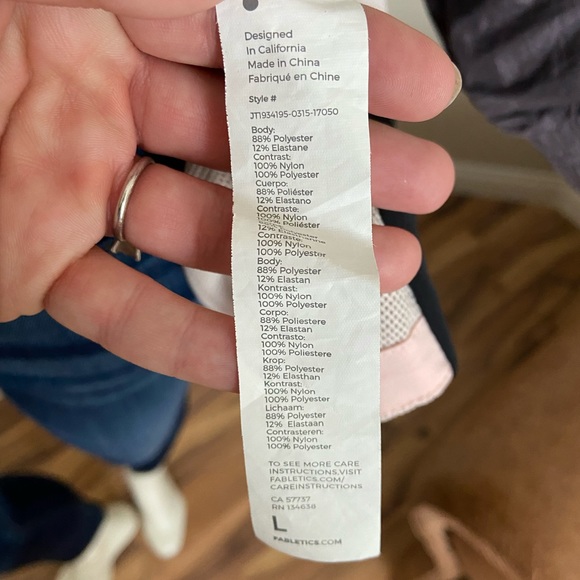 Designed
In California
Made in China
Fabriqué en Chine
Style #
JT1934195-0315-17050
Body:
88% Polyester
12% Elastane
Contrast:
100% Nylon
100% Polyester
Cuerpo:
88% Poliéster
12% Elastano
Contraste:
100% Nylon
Poliéster
12%
Contraste:
100% Nylon
100% Polyester
Body:
88% Polyester
12% Elastan
Kontrast:
100% Nylon
100% Polyester
Corpo:
88% Poliestere
12% Elastan
Contrasto:
100% Nylon
100% Poliestere
Krop:
88% Polyester
12% Elasthan
Kontrast:
100% Nylon
100% Polyester
Lichaam:
88% Polyester
12% Elastaan
Contrasteren:
100% Nylon
100% Polyester
TO SEE MORE CARE
INSTRUCTIONS,VISIT
FABLETICS.COM/
CAREINSTRUCTIONS
CA 57737
RN 134638
L
FABLETICS.COM